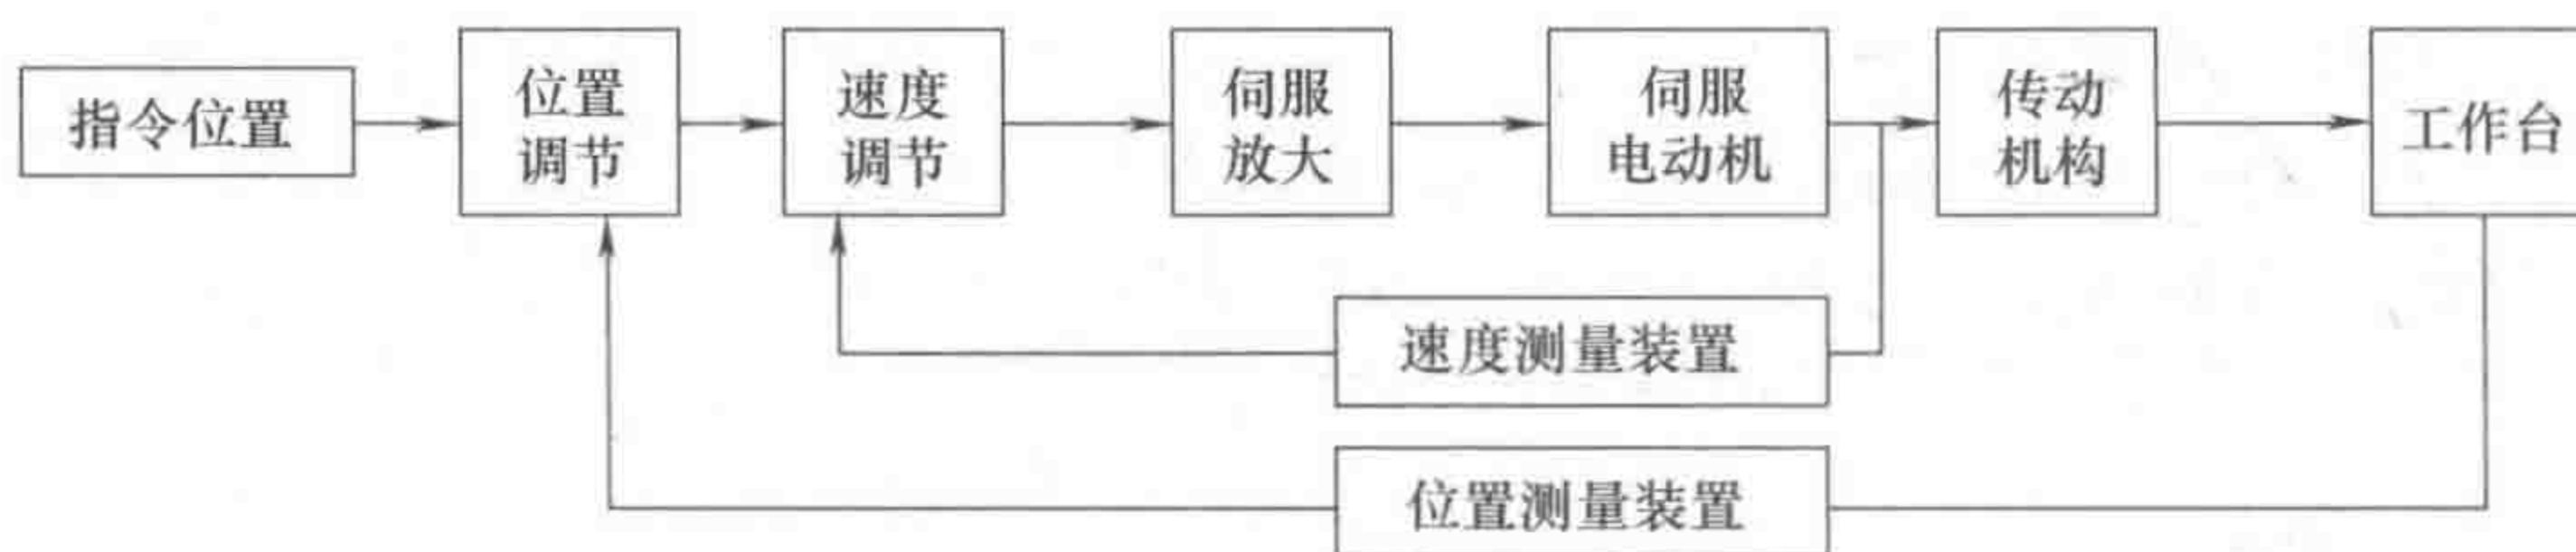 指令位置
位置
调节
速度
调节
伺服
放大
伺服
电动机
传动
机构
工作台
速度测量装置
位置测量装置